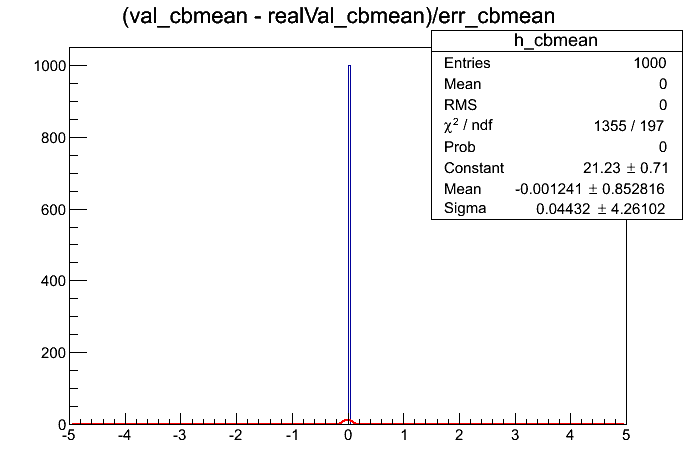 (val_cbmean - realVal_cbmean)/err_cbmean
h_cbmean
Entries 1000
Mean 0
RMS 0
χ² / ndf 1355 / 197
Prob 0
Constant 21.23 ± 0.71
Mean -0.001241 ± 0.852816
Sigma 0.04432 ± 4.26102
1000
800
600
400
200
0
-5 -4 -3 -2 -1 0 1 2 3 4 5